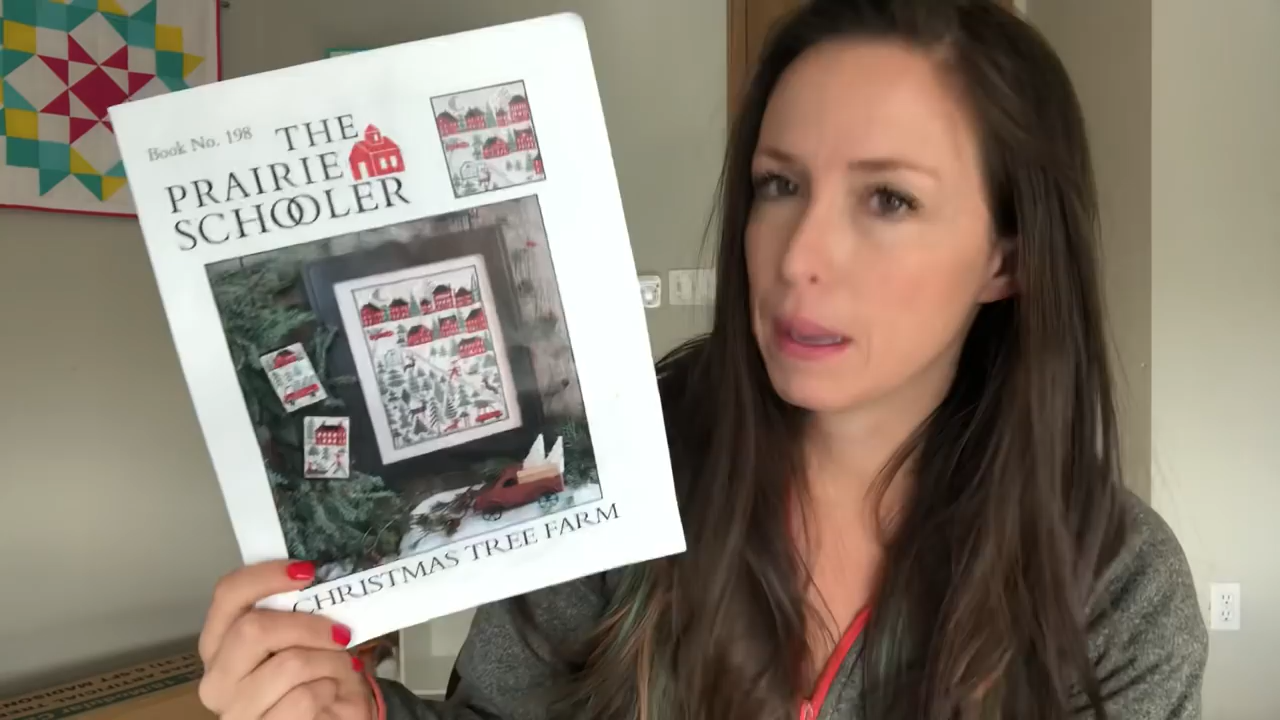 Book No. 198
THE
PRAIRIE
SCHOOLER
CHRISTMAS TREE FARM